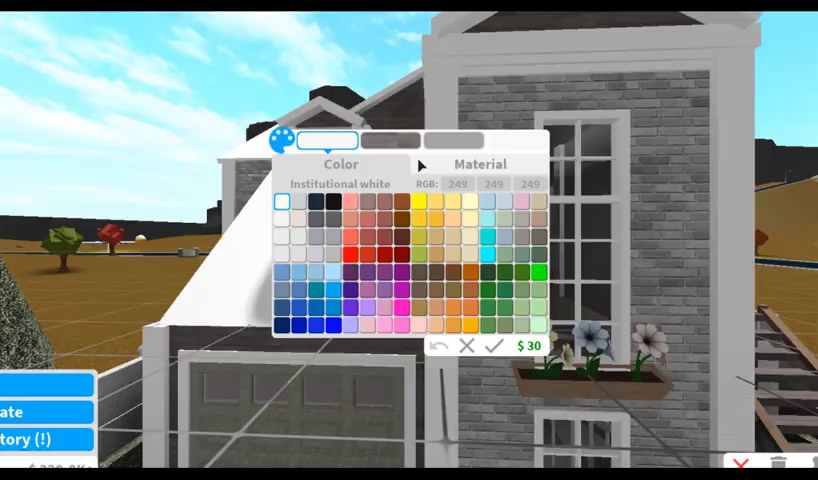 Color Material
Institutional white RGB: 249 249 249
$ 30
ate
tory (!)